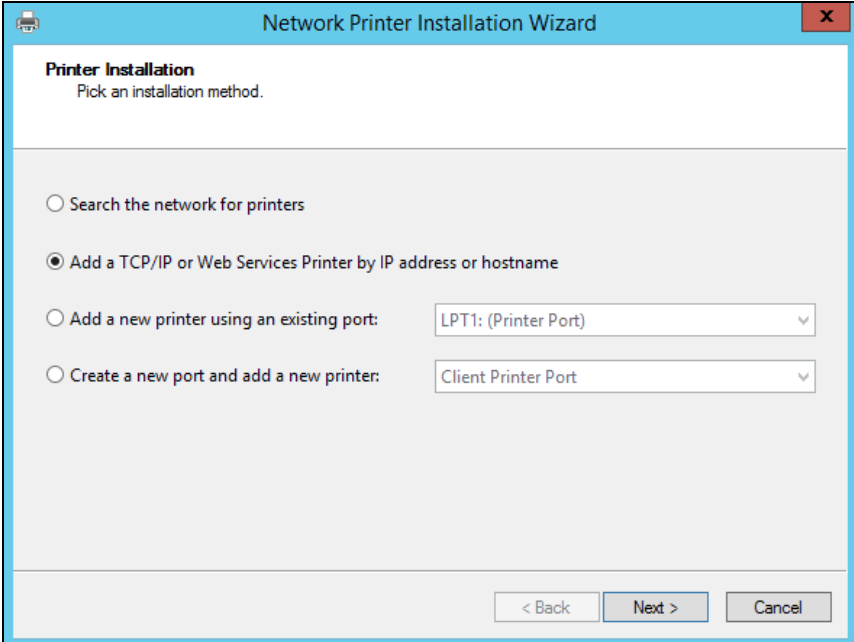 Network Printer Installation Wizard
x
Printer Installation
Pick an installation method.
Search the network for printers
Add a TCP/IP or Web Services Printer by IP address or hostname
Add a new printer using an existing port: LPT1: (Printer Port)
Create a new port and add a new printer: Client Printer Port
< Back Next > Cancel